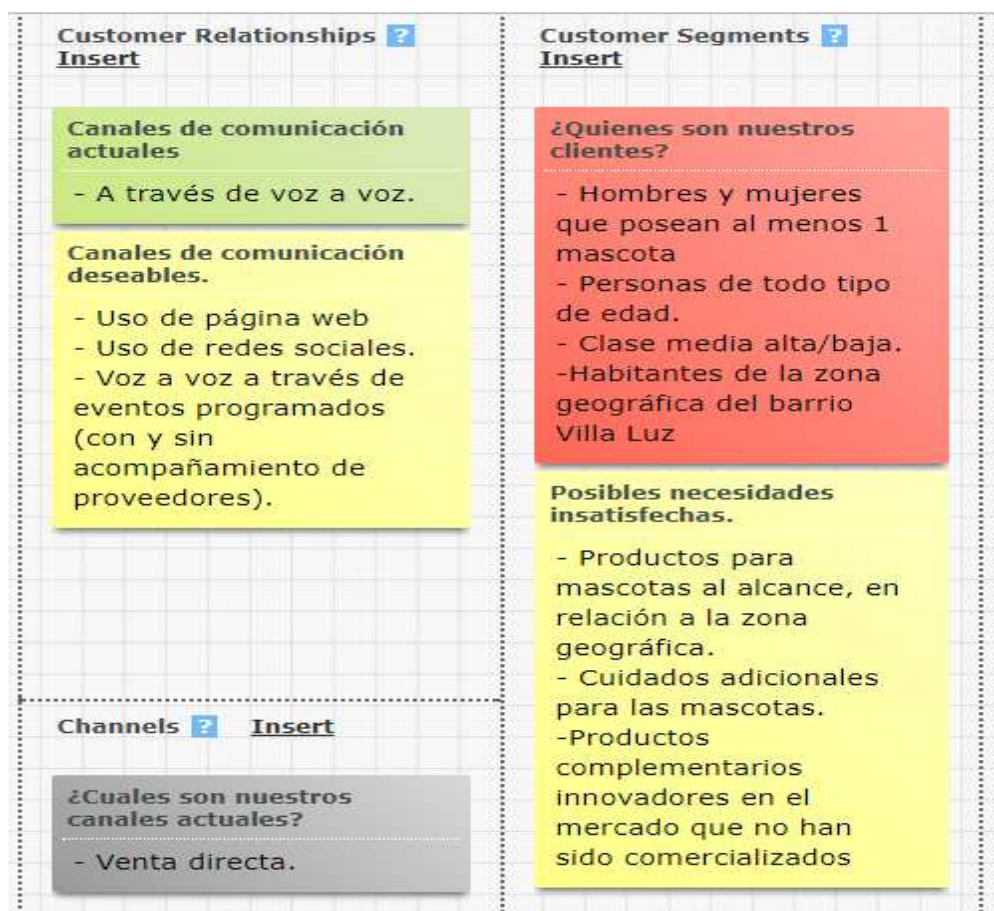 Customer Relationships ?
Insert
Canales de comunicación
actuales
- A través de voz a voz.
Canales de comunicación
deseables.
- Uso de página web
- Uso de redes sociales.
- Voz a voz a través de
eventos programados
(con y sin
acompañamiento de
proveedores).
Channels ? Insert
¿Cuales son nuestros
canales actuales?
- Venta directa.
Customer Segments ?
Insert
¿Quienes son nuestros
clientes?
- Hombres y mujeres
que posean al menos 1
mascota
- Personas de todo tipo
de edad.
- Clase media alta/baja.
-Habitantes de la zona
geográfica del barrio
Villa Luz
Posibles necesidades
insatisfechas.
- Productos para
mascotas al alcance, en
relación a la zona
geográfica.
- Cuidados adicionales
para las mascotas.
-Productos
complementarios
innovadores en el
mercado que no han
sido comercializados